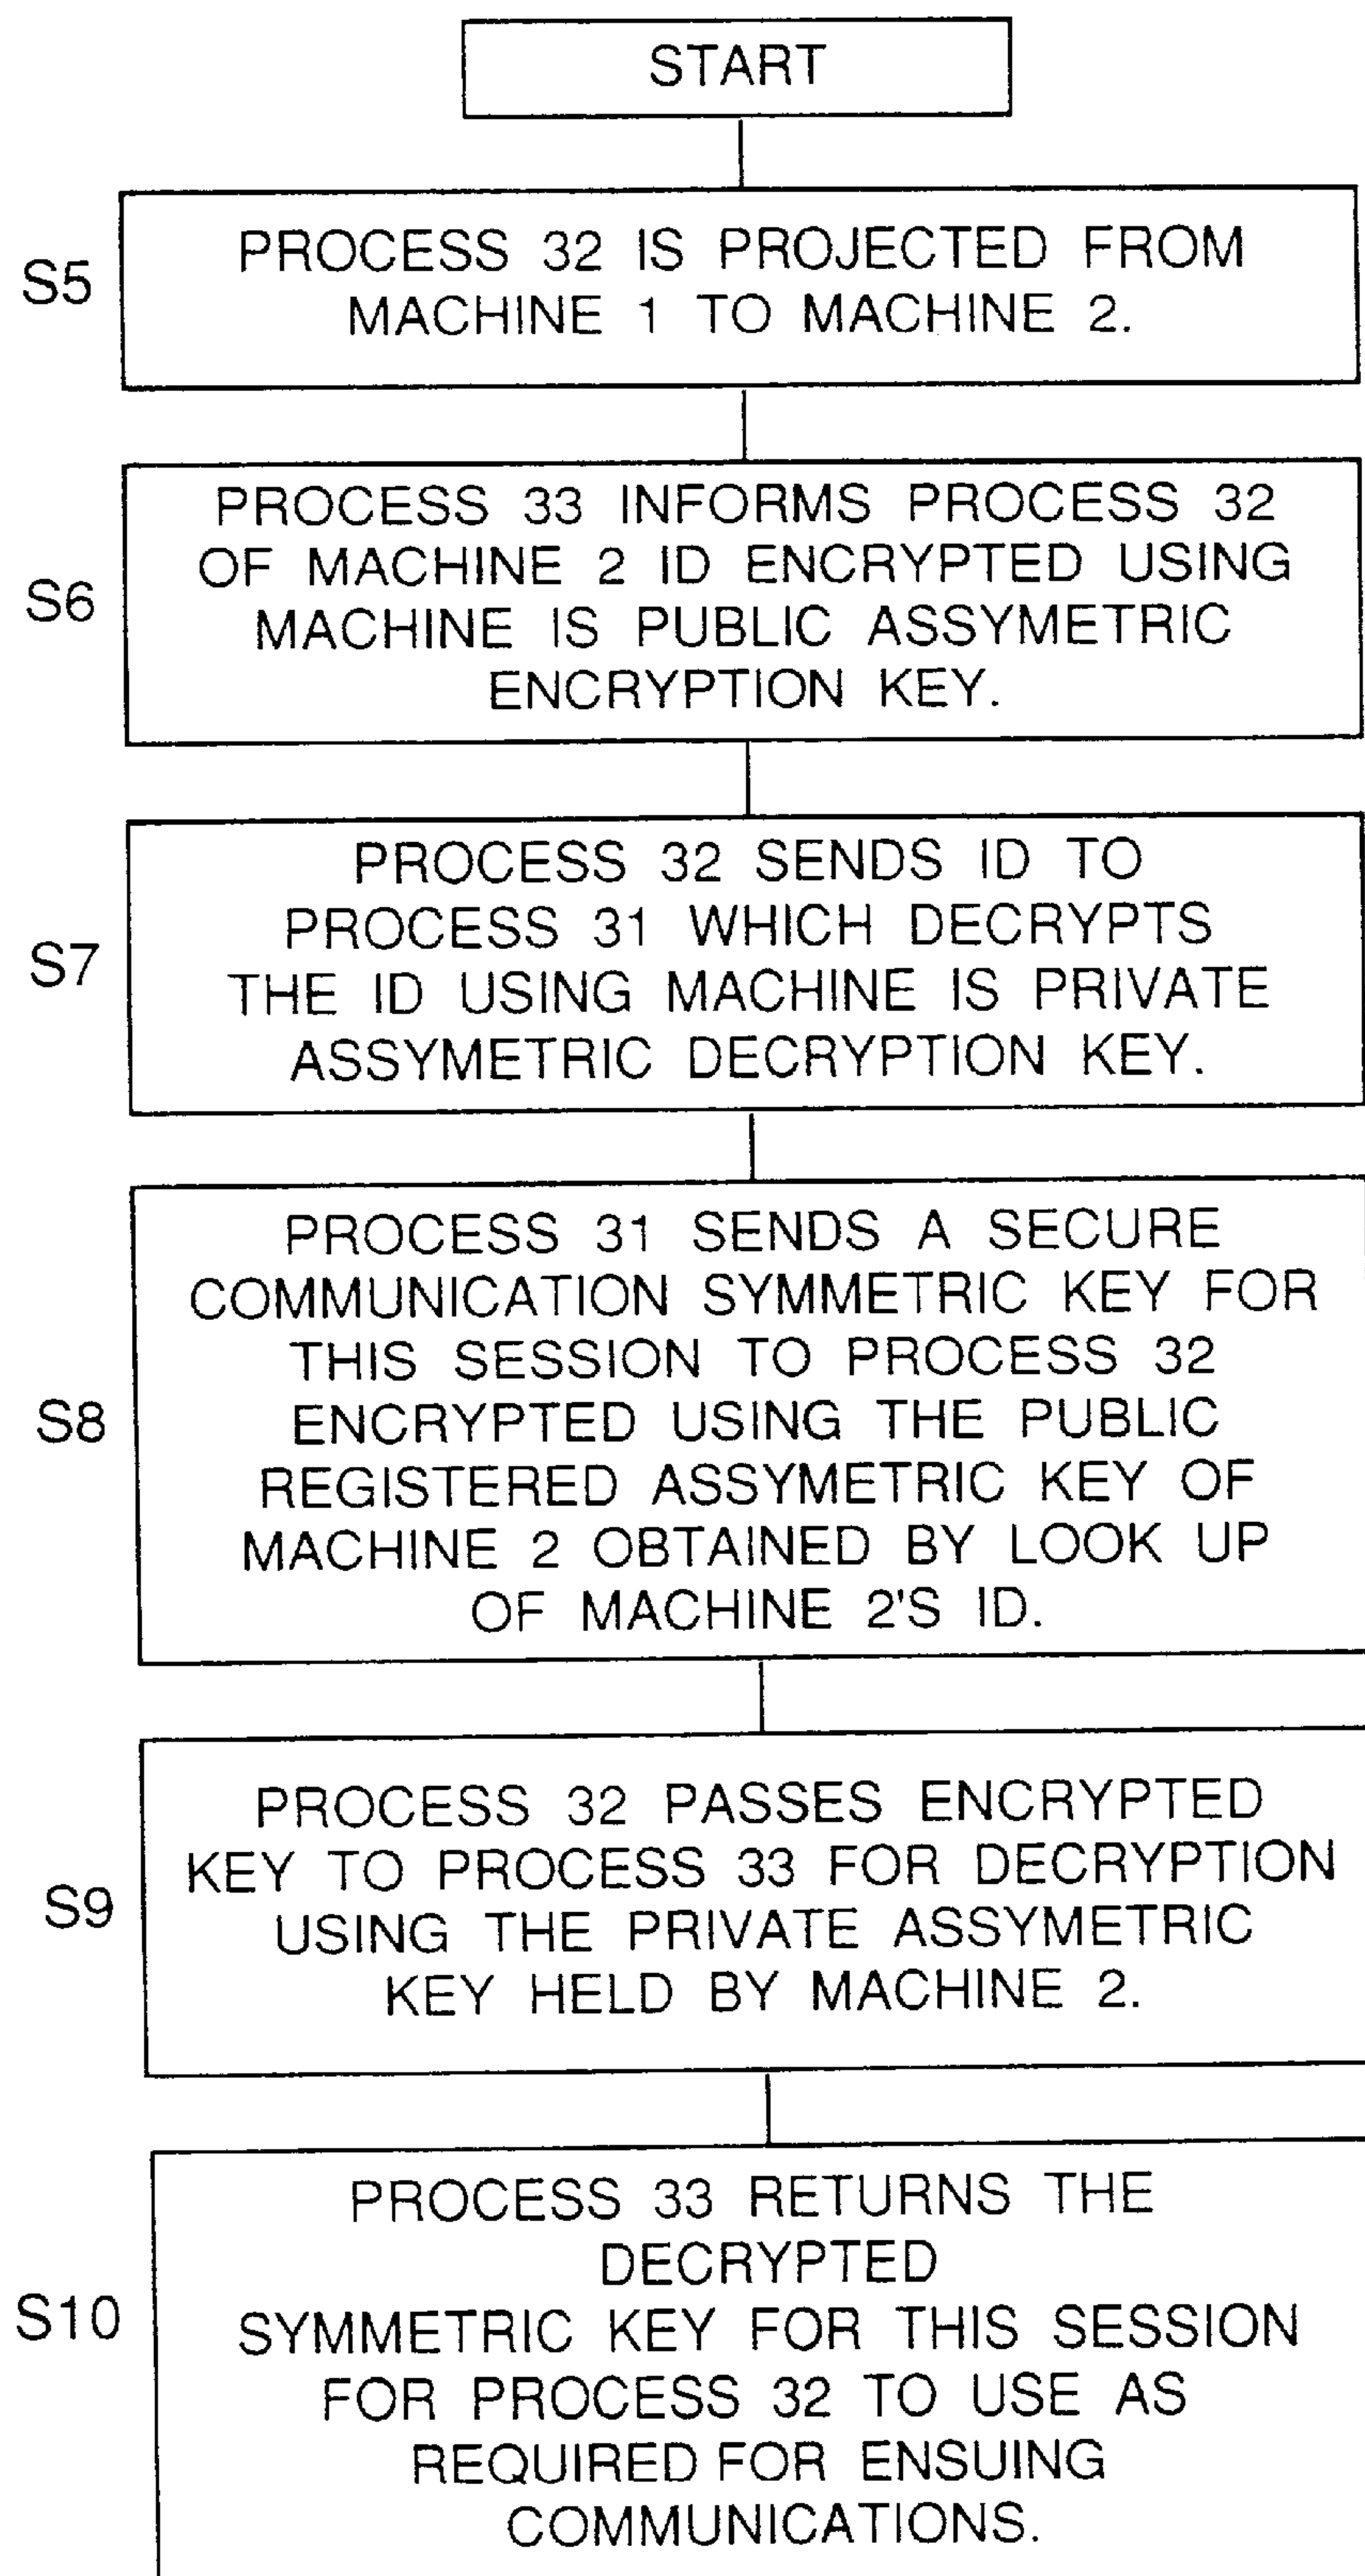 START
S5
PROCESS 32 IS PROJECTED FROM
MACHINE 1 TO MACHINE 2.
S6
PROCESS 33 INFORMS PROCESS 32
OF MACHINE 2 ID ENCRYPTED USING
MACHINE IS PUBLIC ASSYMETRIC
ENCRYPTION KEY.
S7
PROCESS 32 SENDS ID TO
PROCESS 31 WHICH DECRYPTS
THE ID USING MACHINE IS PRIVATE
ASSYMETRIC DECRYPTION KEY.
S8
PROCESS 31 SENDS A SECURE
COMMUNICATION SYMMETRIC KEY FOR
THIS SESSION TO PROCESS 32
ENCRYPTED USING THE PUBLIC
REGISTERED ASSYMETRIC KEY OF
MACHINE 2 OBTAINED BY LOOK UP
OF MACHINE 2'S ID.
S9
PROCESS 32 PASSES ENCRYPTED
KEY TO PROCESS 33 FOR DECRYPTION
USING THE PRIVATE ASSYMETRIC
KEY HELD BY MACHINE 2.
S10
PROCESS 33 RETURNS THE
DECRYPTED
SYMMETRIC KEY FOR THIS SESSION
FOR PROCESS 32 TO USE AS
REQUIRED FOR ENSUING
COMMUNICATIONS.